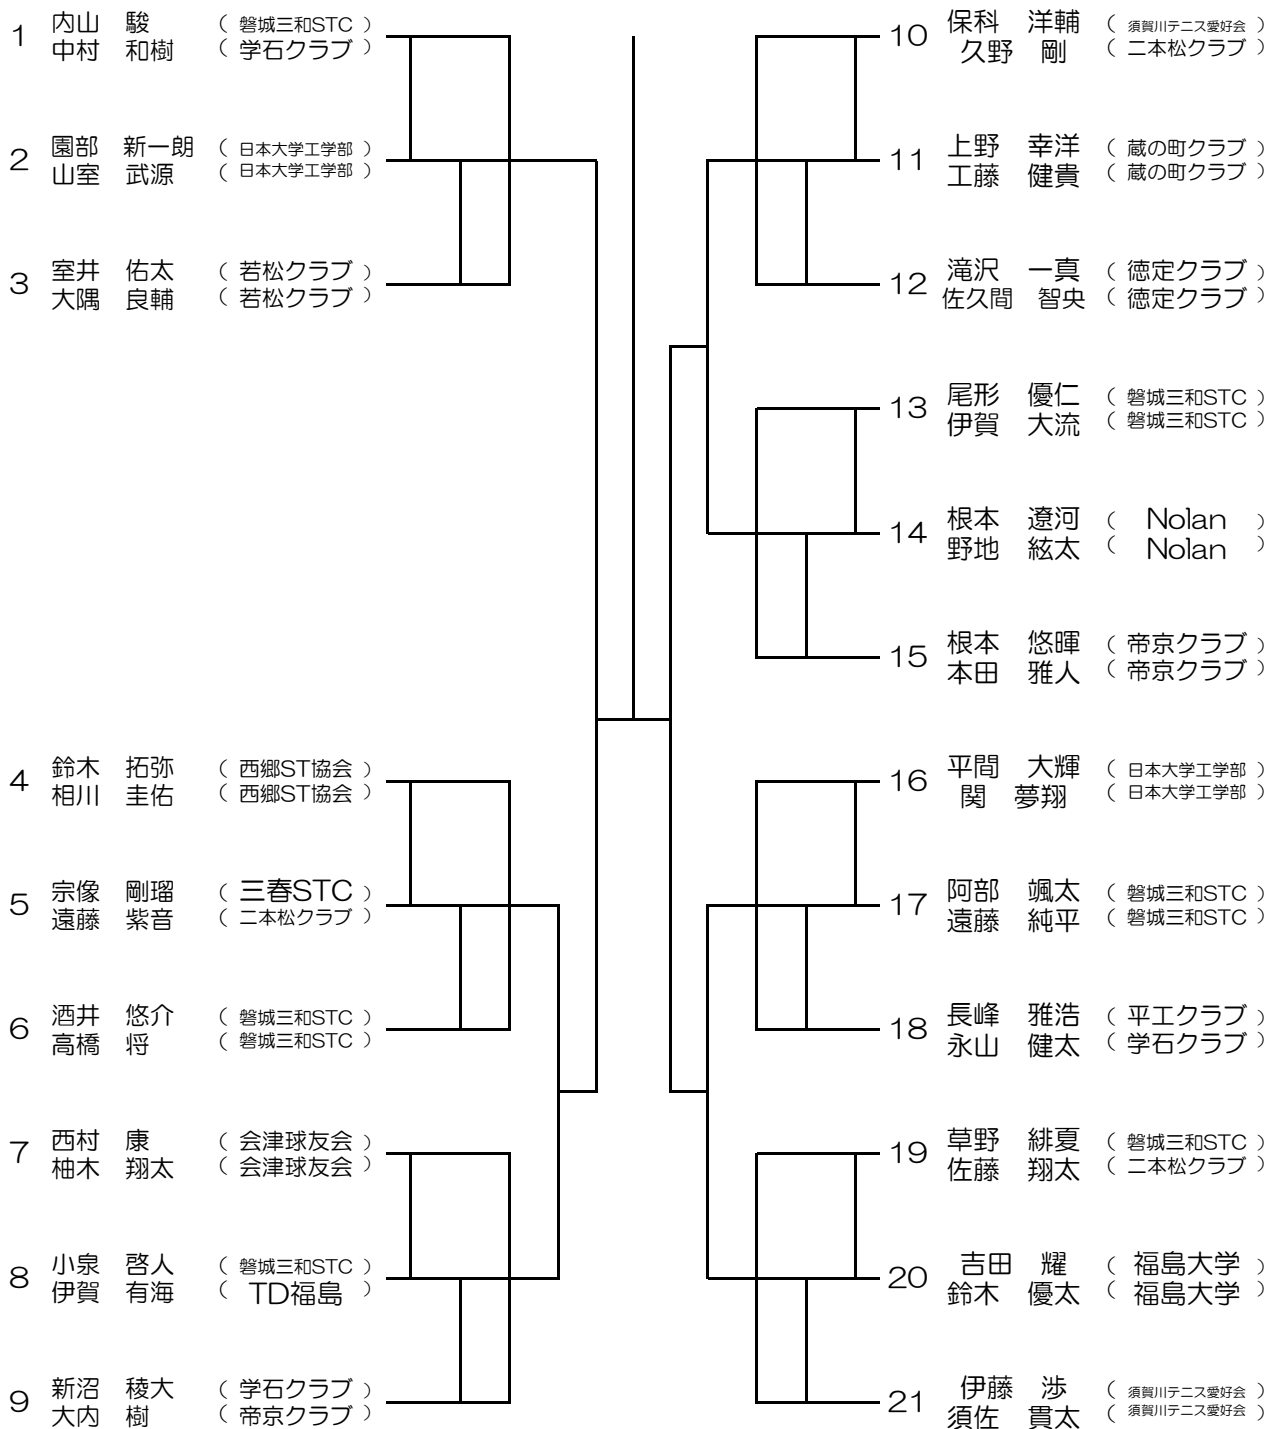 1 内山 駿 （ 磐城三和STC ）
中村 和樹 （ 学石クラブ ）
2 園部 新一朗 （ 日本大学工学部 ）
山室 武源 （ 日本大学工学部 ）
3 室井 佑太 （ 若松クラブ ）
大隅 良輔 （ 若松クラブ ）
4 鈴木 拓弥 （ 西郷ST協会 ）
相川 圭佑 （ 西郷ST協会 ）
5 宗像 剛瑠 （ 三春STC ）
遠藤 紫音 （ 二本松クラブ ）
6 酒井 悠介 （ 磐城三和STC ）
高橋 将 （ 磐城三和STC ）
7 西村 康 （ 会津球友会 ）
柚木 翔太 （ 会津球友会 ）
8 小泉 啓人 （ 磐城三和STC ）
伊賀 有海 （ TD福島 ）
9 新沼 稜大 （ 学石クラブ ）
大内 樹 （ 帝京クラブ ）
10 保科 洋輔 （ 須賀川テニス愛好会 ）
久野 剛 （ 二本松クラブ ）
11 上野 幸洋 （ 蔵の町クラブ ）
工藤 健貴 （ 蔵の町クラブ ）
12 滝沢 一真 （ 徳定クラブ ）
佐久間 智央 （ 徳定クラブ ）
13 尾形 優仁 （ 磐城三和STC ）
伊賀 大流 （ 磐城三和STC ）
14 根本 遼河 （ Nolan ）
野地 絃太 （ Nolan ）
15 根本 悠暉 （ 帝京クラブ ）
本田 雅人 （ 帝京クラブ ）
16 平間 大輝 （ 日本大学工学部 ）
関 夢翔 （ 日本大学工学部 ）
17 阿部 颯太 （ 磐城三和STC ）
遠藤 純平 （ 磐城三和STC ）
18 長峰 雅浩 （ 平工クラブ ）
永山 健太 （ 学石クラブ ）
19 草野 緋夏 （ 磐城三和STC ）
佐藤 翔太 （ 二本松クラブ ）
20 吉田 耀 （ 福島大学 ）
鈴木 優太 （ 福島大学 ）
21 伊藤 渉 （ 須賀川テニス愛好会 ）
須佐 貫太 （ 須賀川テニス愛好会 ）